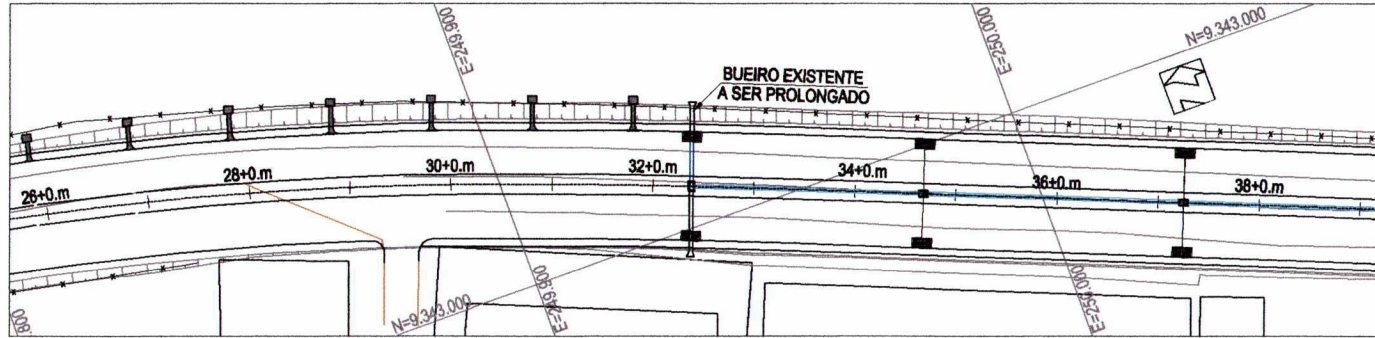 E=249.900
E=250.000
N=9.343.000
BUEIRO EXISTENTE
A SER PROLONGADO
26+0.m
28+0.m
30+0.m
32+0.m
34+0.m
36+0.m
38+0.m
.800
N=9.343.000
E=249.900
E=250.000